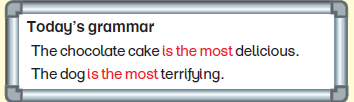 Today's grammar
The chocolate cake is the most delicious.
The dog is the most terrifying.